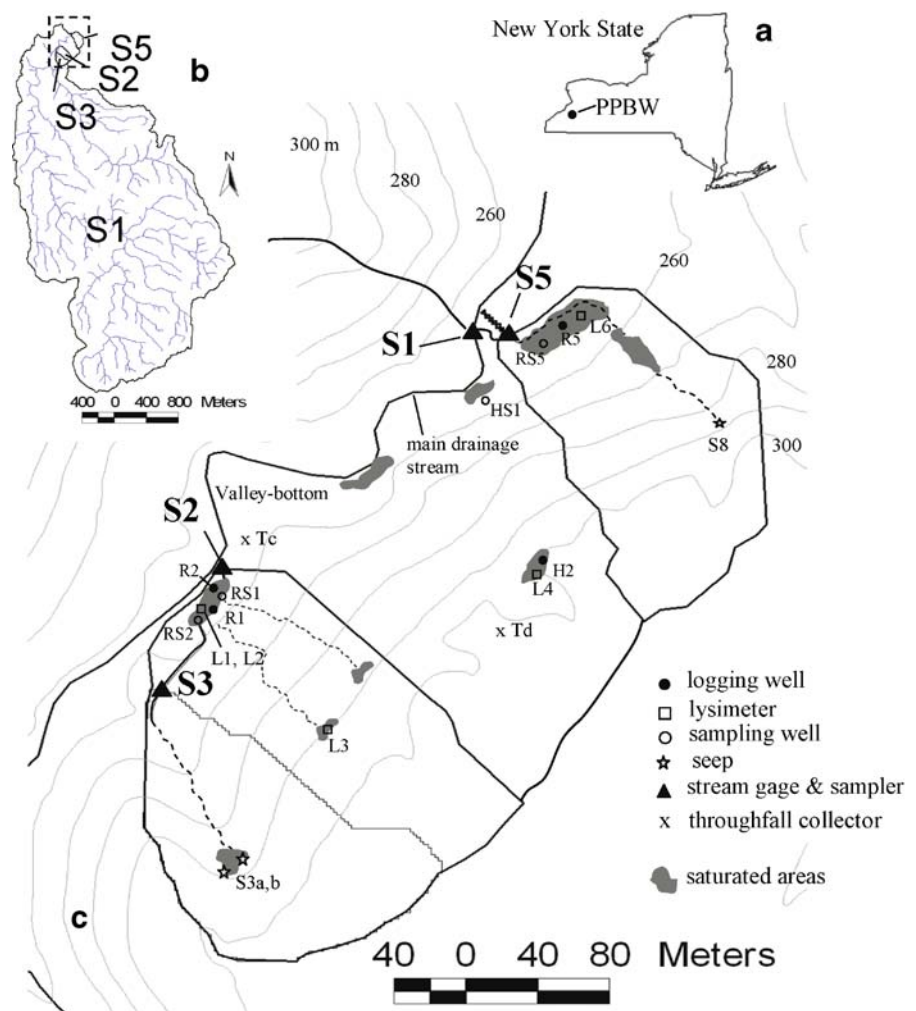 New York State
a
PPBW
b
S5
S2
S3
S1
N
400 0 400 800 Meters
300 m
280
260
260
280
300
S5
S1
R5
L6
RS5
HS1
S8
main drainage
stream
Valley-bottom
S2
x Tc
R2
RS1
H2
L4
RS2
R1
x Td
L1, L2
S3
L3
S3a,b
logging well
lysimeter
sampling well
seep
stream gage & sampler
x throughfall collector
saturated areas
c
40 0 40 80 Meters